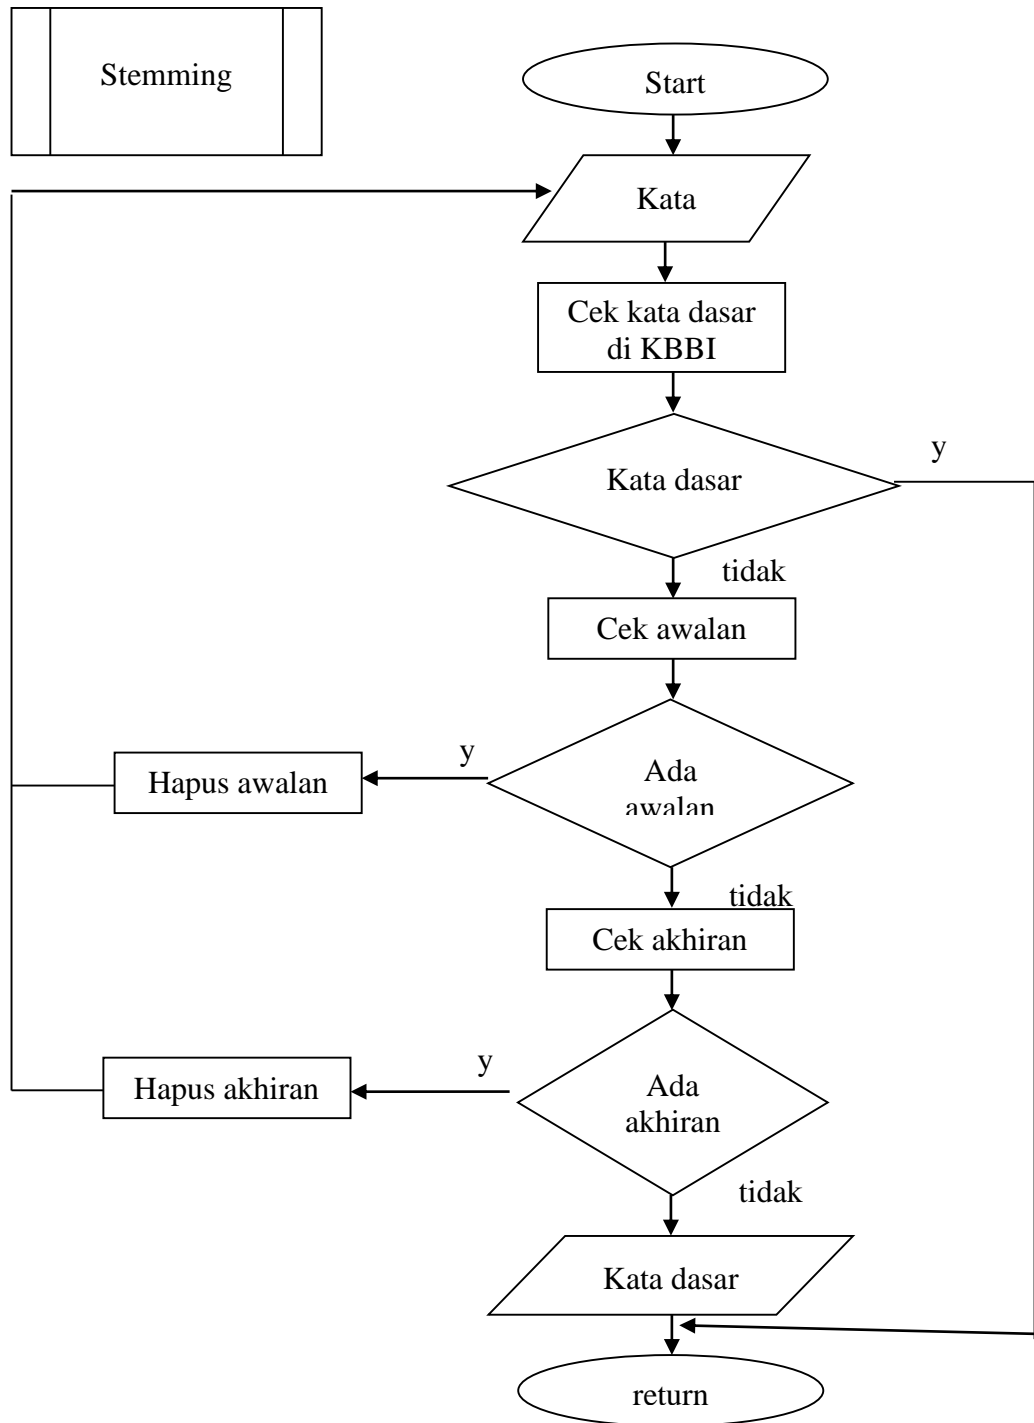 Stemming
Start
Kata
Cek kata dasar
di KBBI
Kata dasar
y
tidak
Cek awalan
y
Hapus awalan
Ada
awalan
tidak
Cek akhiran
y
Hapus akhiran
Ada
akhiran
tidak
Kata dasar
return